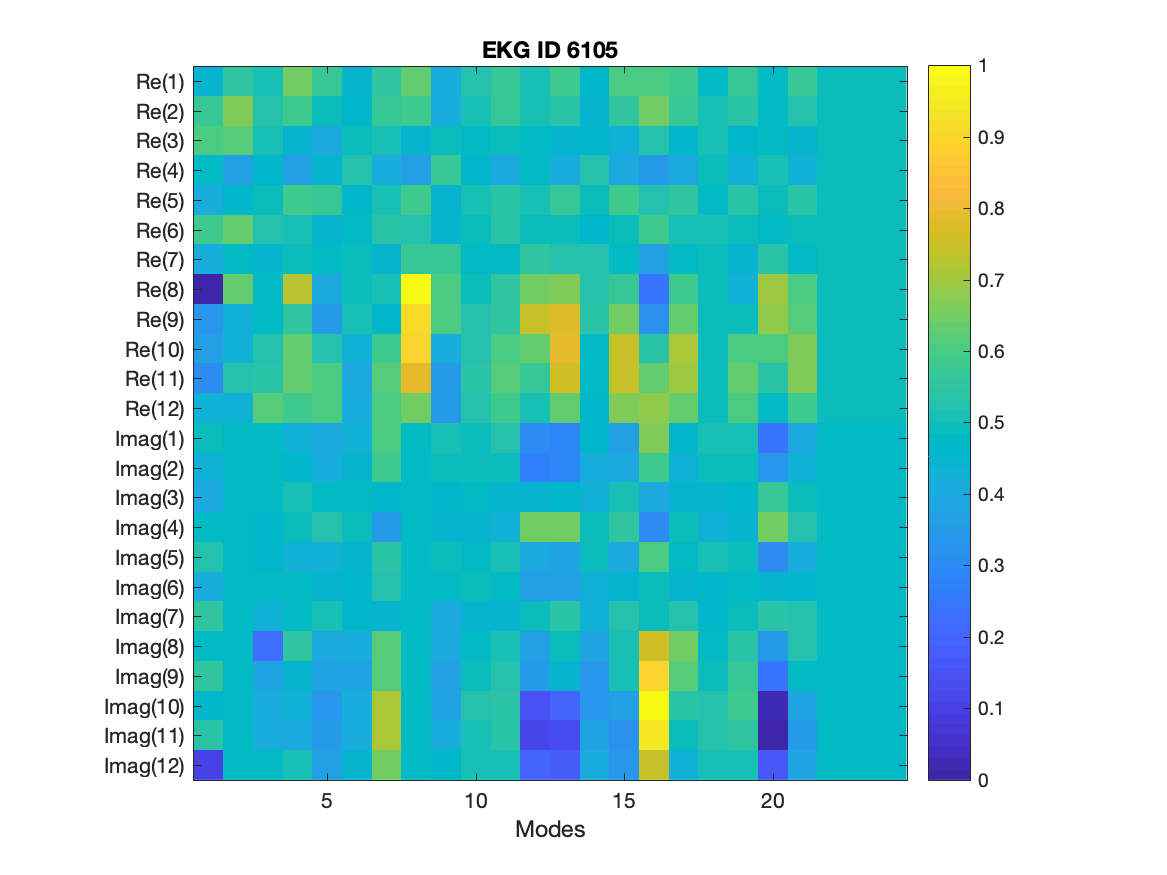 EKG ID 6105
Re(1)
Re(2)
Re(3)
Re(4)
Re(5)
Re(6)
Re(7)
Re(8)
Re(9)
Re(10)
Re(11)
Re(12)
Imag(1)
Imag(2)
Imag(3)
Imag(4)
Imag(5)
Imag(6)
Imag(7)
Imag(8)
Imag(9)
Imag(10)
Imag(11)
Imag(12)
5 10 15 20
Modes
1
0.9
0.8
0.7
0.6
0.5
0.4
0.3
0.2
0.1
0